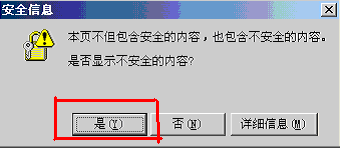 安全信息
本页不但包含安全的内容，也包含不安全的内容。
是否显示不安全的内容?
是(Y)
否(N)
详细信息(M)